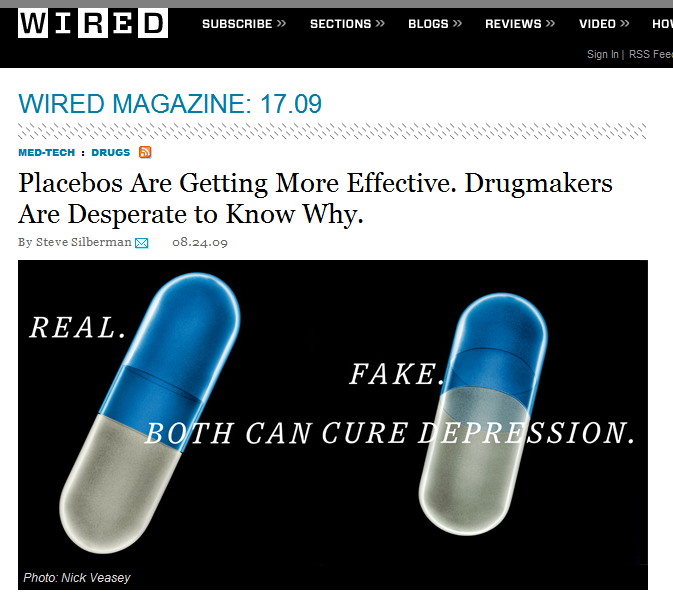 WIRED
SUBSCRIBE >> SECTIONS >> BLOGS >> REVIEWS >> VIDEO >> HO
Sign In | RSS Fee
WIRED MAGAZINE: 17.09
MED-TECH : DRUGS
Placebos Are Getting More Effective. Drugmakers
Are Desperate to Know Why.
By Steve Silberman 08.24.09
REAL.
FAKE.
BOTH CAN CURE DEPRESSION.
Photo: Nick Veasey